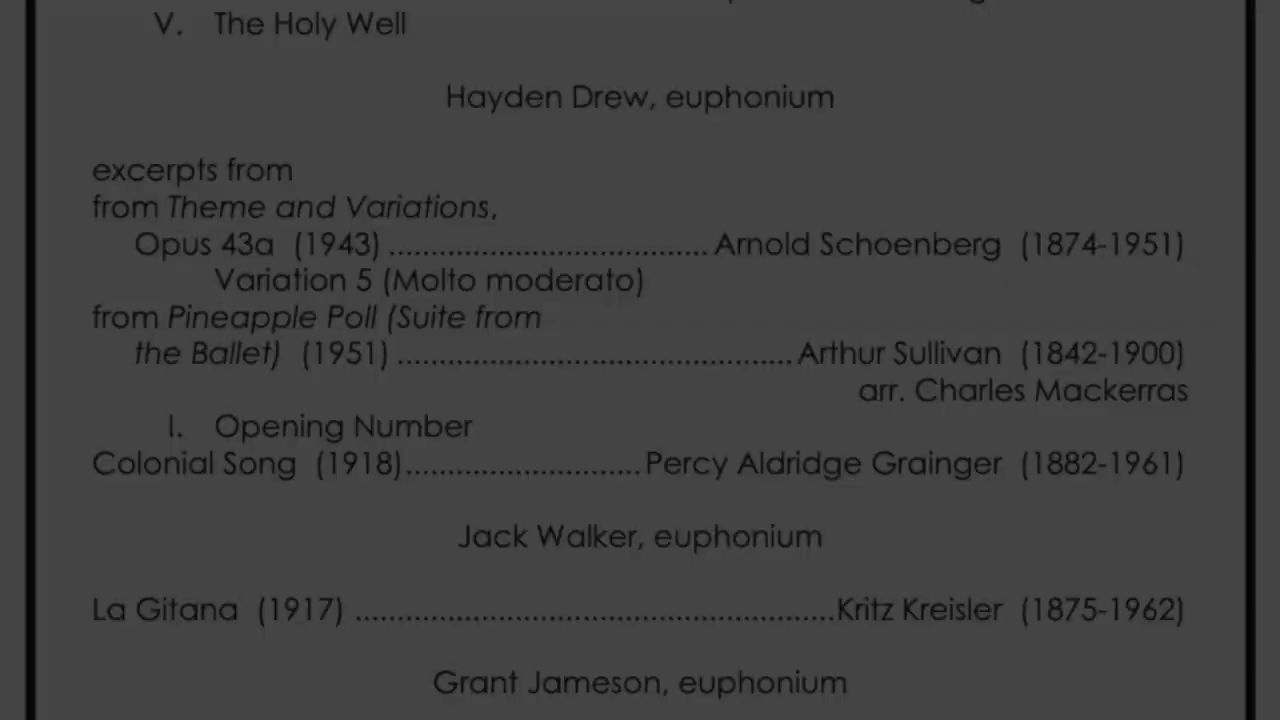 V. The Holy Well
Hayden Drew, euphonium
excerpts from
from Theme and Variations,
Opus 43a (1943) ................................ Arnold Schoenberg (1874-1951)
Variation 5 (Molto moderato)
from Pineapple Poll (Suite from
the Ballet) (1951) ........................................ Arthur Sullivan (1842-1900)
arr. Charles Mackerras
I. Opening Number
Colonial Song (1918)........................Percy Aldridge Grainger (1882-1961)
Jack Walker, euphonium
La Gitana (1917) ................................................Kritz Kreisler (1875-1962)
Grant Jameson, euphonium